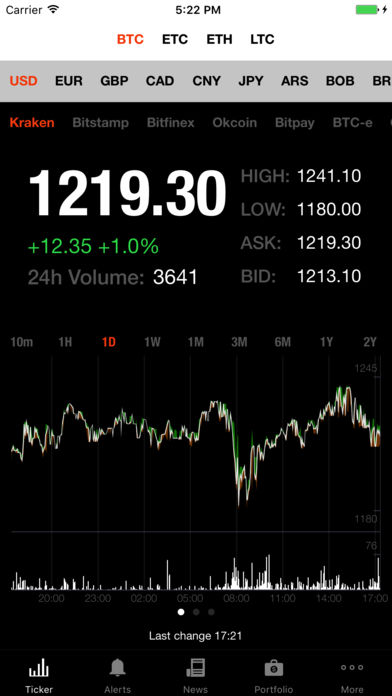 Carrier 5:22 PM
BTC ETC ETH LTC
USD EUR GBP CAD CNY JPY ARS BOB BR
Kraken Bitstamp Bitfinex Okcoin Bitpay BTC-e
1219.30
+12.35 +1.0%
24h Volume: 3641
HIGH: 1241.10
LOW: 1180.00
ASK: 1219.30
BID: 1213.10
10m 1H 1D 1W 1M 3M 6M 1Y 2Y
1245
1180
76
20:00 23:00 02:00 05:00 08:00 11:00 14:00 17:00
Last change 17:21
Ticker Alerts News Portfolio More